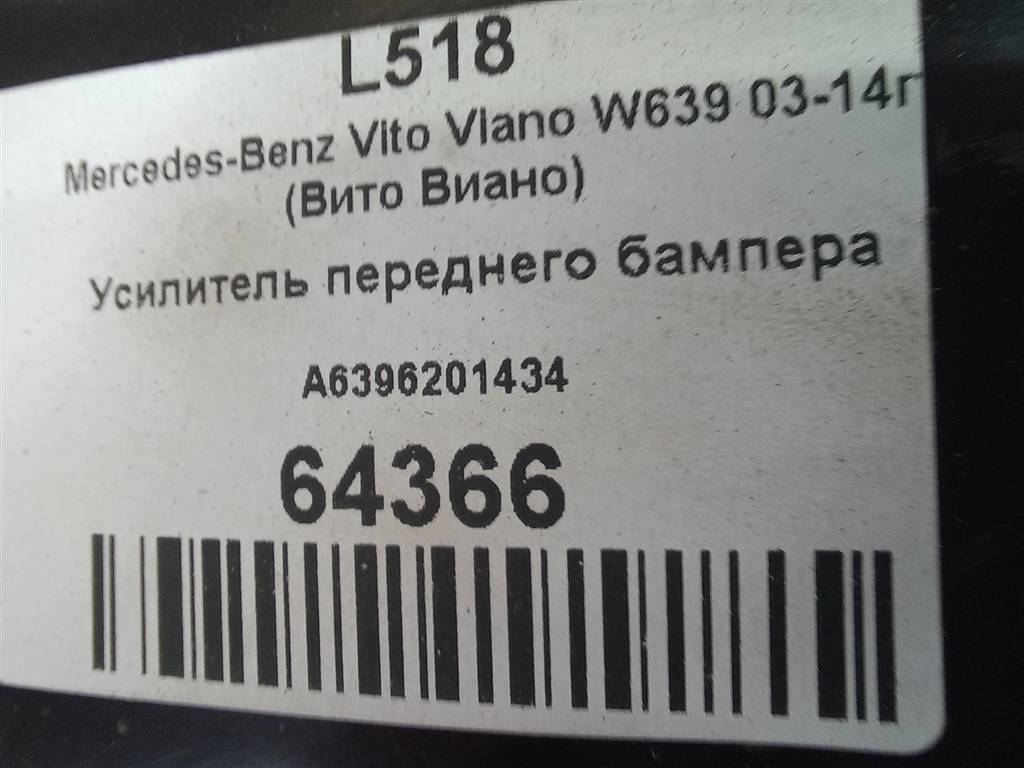 L518
Mercedes-Benz Vito Viano W639 03-14г
(Вито Виано)
Усилитель переднего бампера
A6396201434
64366